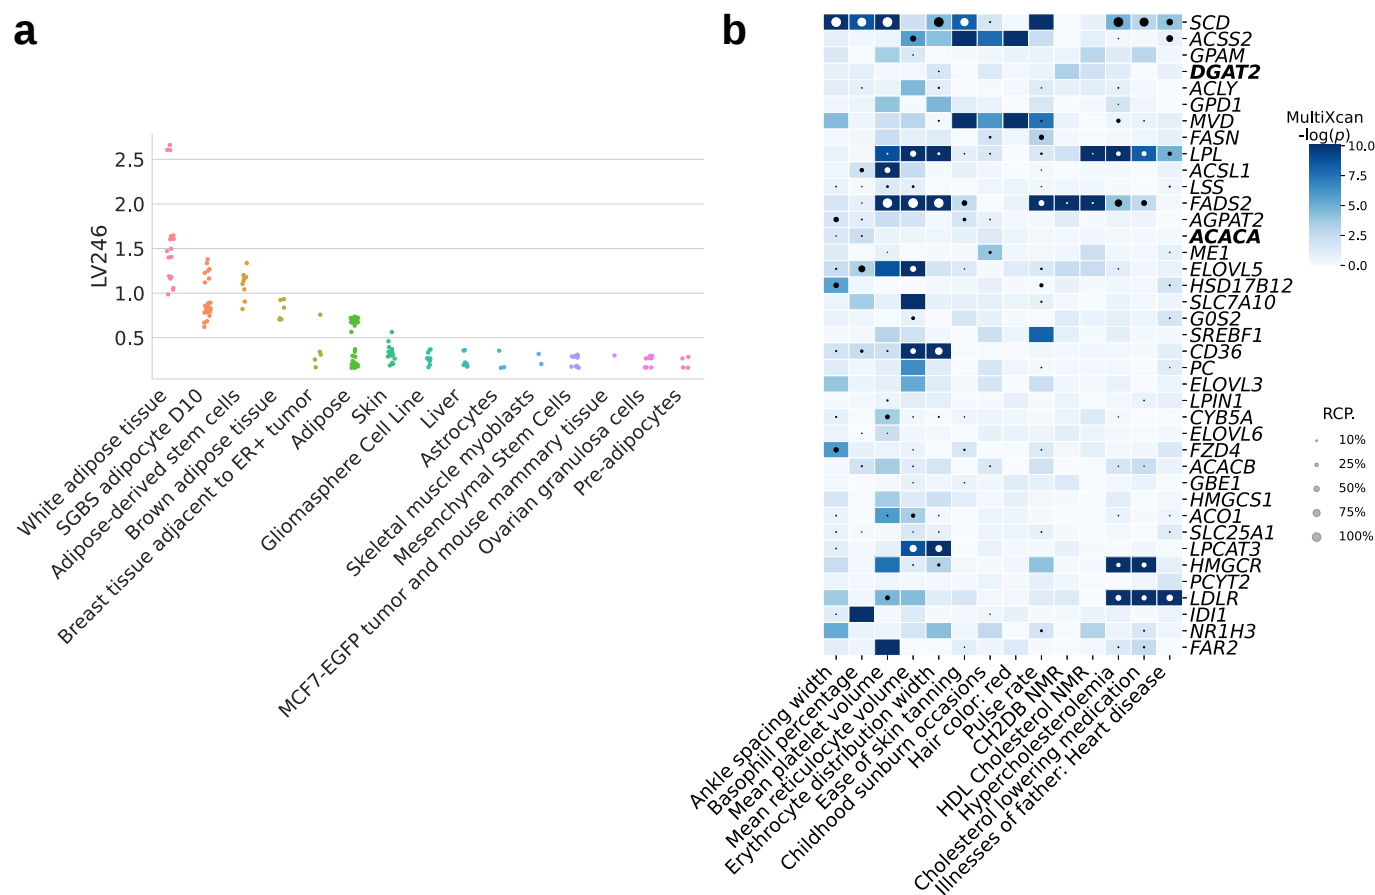 a
LV246
2.5
2.0
1.5
1.0
0.5
White adipose tissue
SGBS adipocyte D10
Adipose-derived stem cells
Brown adipose tissue
Breast tissue adjacent to ER+ tumor
Adipose
Skin
Gliomasphere Cell Line
Liver
Astrocytes
Skeletal muscle myoblasts
Mesenchymal Stem Cells
MCF7-EGFP tumor and mouse mammary tissue
Ovarian granulosa cells
Pre-adipocytes
b
SCD
ACSS2
GPAM
DGAT2
ACLY
GPD1
MVD
FASN
LPL
ACSL1
LSS
FADS2
AGPAT2
ACACA
ME1
ELOVL5
HSD17B12
SLC7A10
G0S2
SREBF1
CD36
PC
ELOVL3
LPIN1
CYB5A
ELOVL6
FZD4
ACACB
GBE1
HMGCS1
ACO1
SLC25A1
LPCAT3
HMGCR
PCYT2
LDLR
IDI1
NR1H3
FAR2
Ankle spacing width
Basophill percentage
Mean platelet volume
Mean reticulocyte volume
Erythrocyte distribution width
Ease of skin tanning
Childhood sunburn occasions
Hair color: red
Pulse rate
CH2DB NMR
HDL Cholesterol NMR
Hypercholesterolemia
Cholesterol lowering medication
Illnesses of father: Heart disease
MultiXcan
-log(p)
10.0
7.5
5.0
2.5
0.0
RCP.
10%
25%
50%
75%
100%